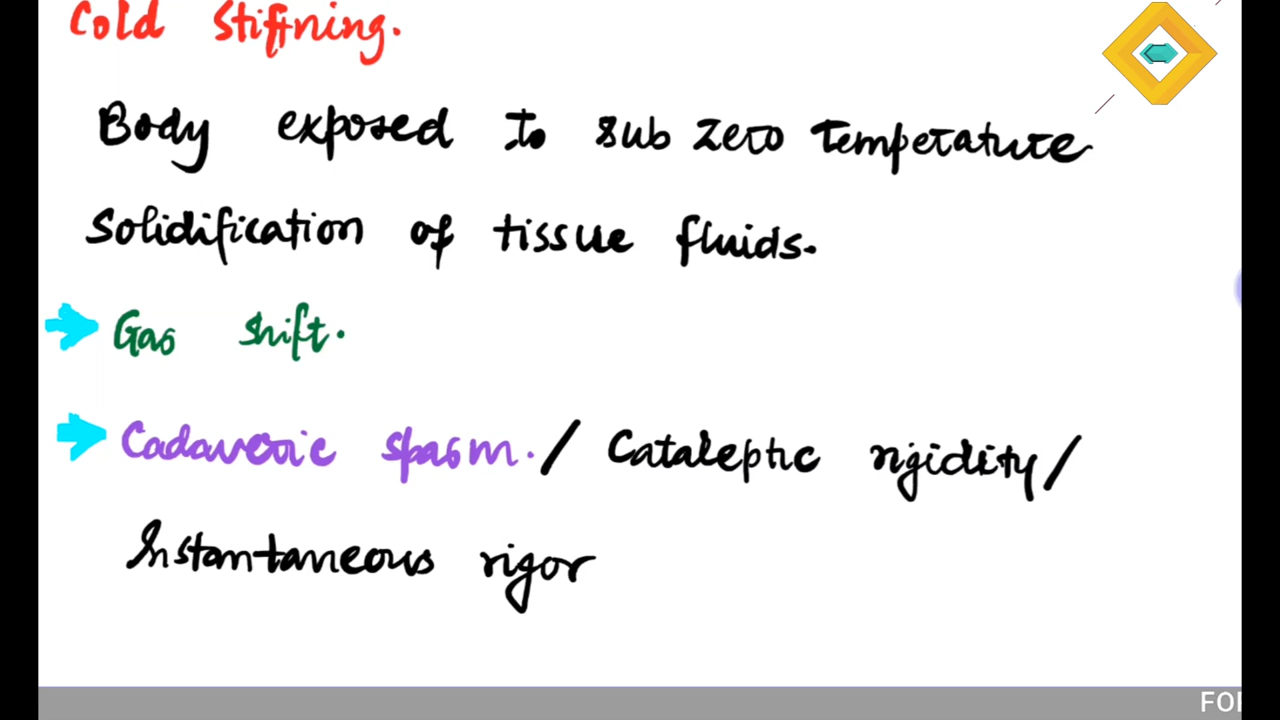 Cold Stiffning.
Body exposed to sub zero Temperature
Solidification of tissue fluids.
Gas shift.
Cadaveric spasm. / Cataleptic rigidity /
Instantaneous rigor